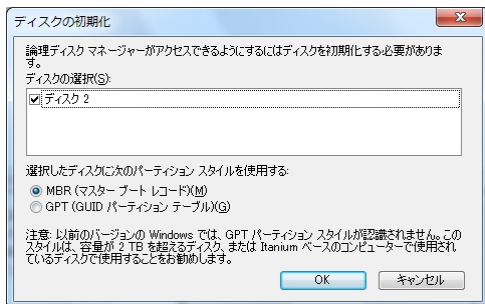 ディスクの初期化
論理ディスク マネージャーがアクセスできるようにするにはディスクを初期化する必要がありま
す。
ディスクの選択(S):
ディスク 2
選択したディスクに次のパーティション スタイルを使用する:
MBR (マスター ブート レコード)(M)
GPT (GUID パーティション テーブル)(G)
注意: 以前のバージョンの Windows では、GPT パーティション スタイルが認識されません。この
スタイルは、容量が 2 TB を超えるディスク、または Itanium ベースのコンピューターで使用され
ているディスクで使用することをお勧めします。
OK
キャンセル